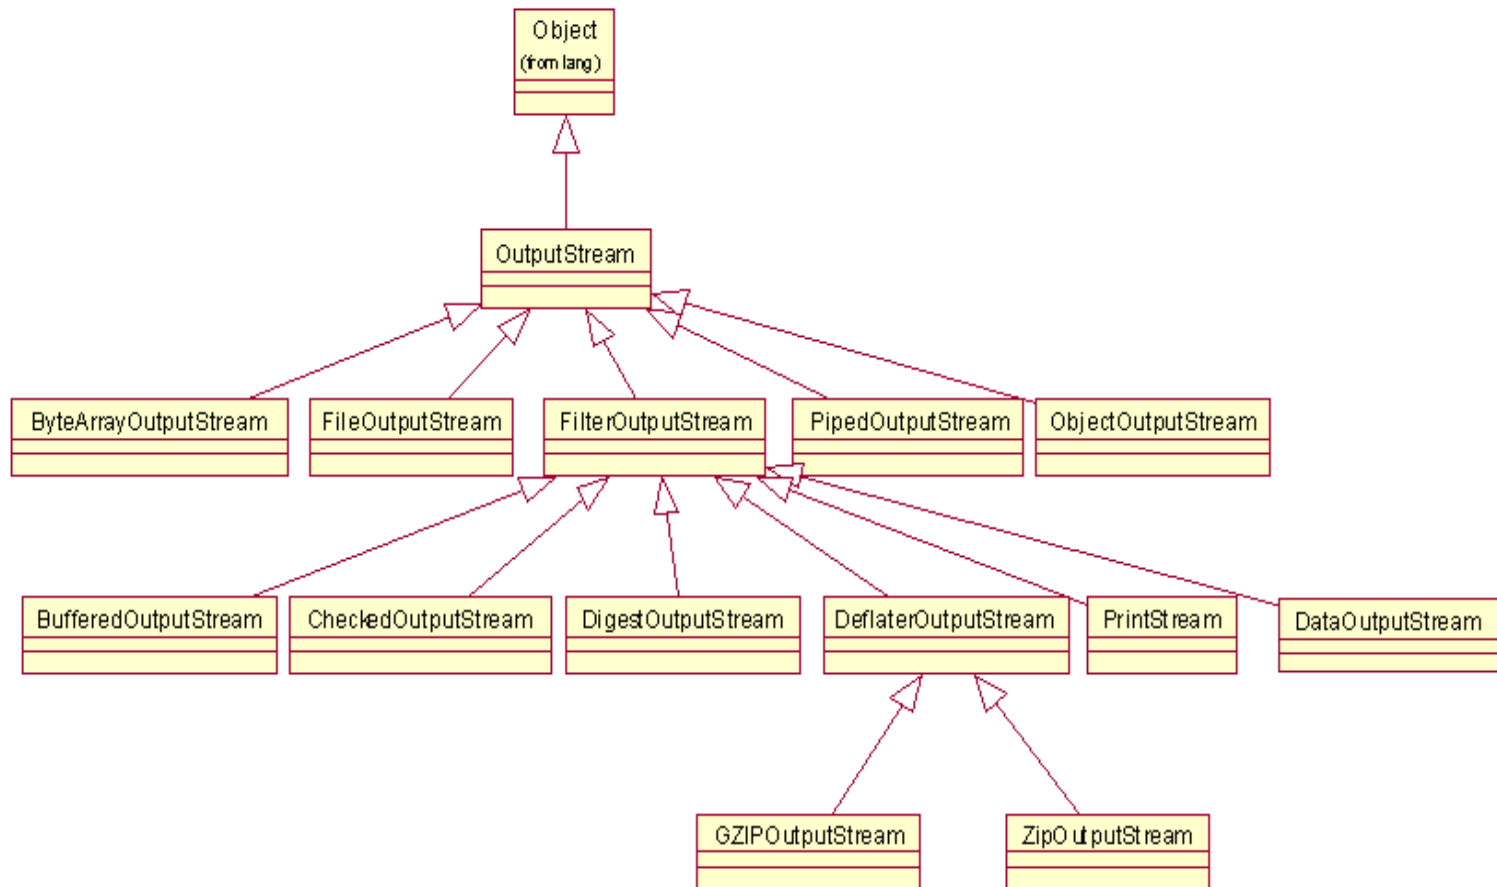 Object
(from lang)
OutputStream
ByteArrayOutputStream
FileOutputStream
FilterOutputStream
PipedOutputStream
ObjectOutputStream
BufferedOutputStream
CheckedOutputStream
DigestOutputStream
DeflaterOutputStream
PrintStream
DataOutputStream
GZIPOutputStream
ZipOutputStream